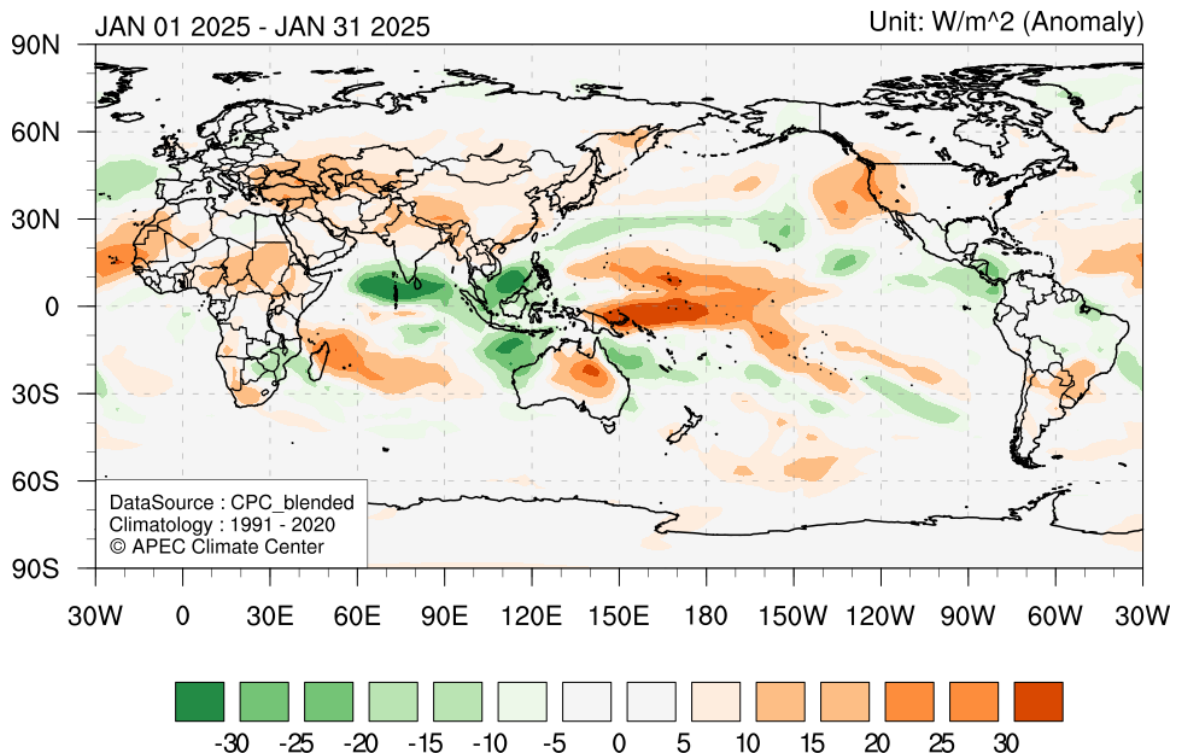 JAN 01 2025 - JAN 31 2025
Unit: W/m^2 (Anomaly)
90N
60N
30N
0
30S
60S
90S
DataSource : CPC_blended
Climatology : 1991 - 2020
© APEC Climate Center
30W 0 30E 60E 90E 120E 150E 180 150W 120W 90W 60W 30W
-30 -25 -20 -15 -10 -5 0 5 10 15 20 25 30